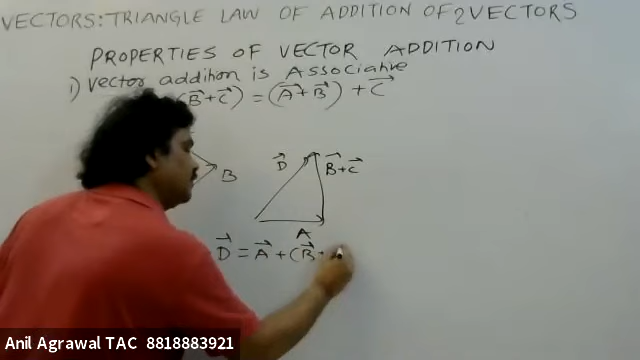 VECTORS: TRIANGLE LAW OF ADDITION OF 2 VECTORS
PROPERTIES OF VECTOR ADDITION
1) Vector addition is Associative
(B⃗+C⃗) = (A⃗+B⃗) + C⃗
B
D⃗
B⃗+C⃗
A
D⃗ = A⃗ + (B⃗+
Anil Agrawal TAC 8818883921